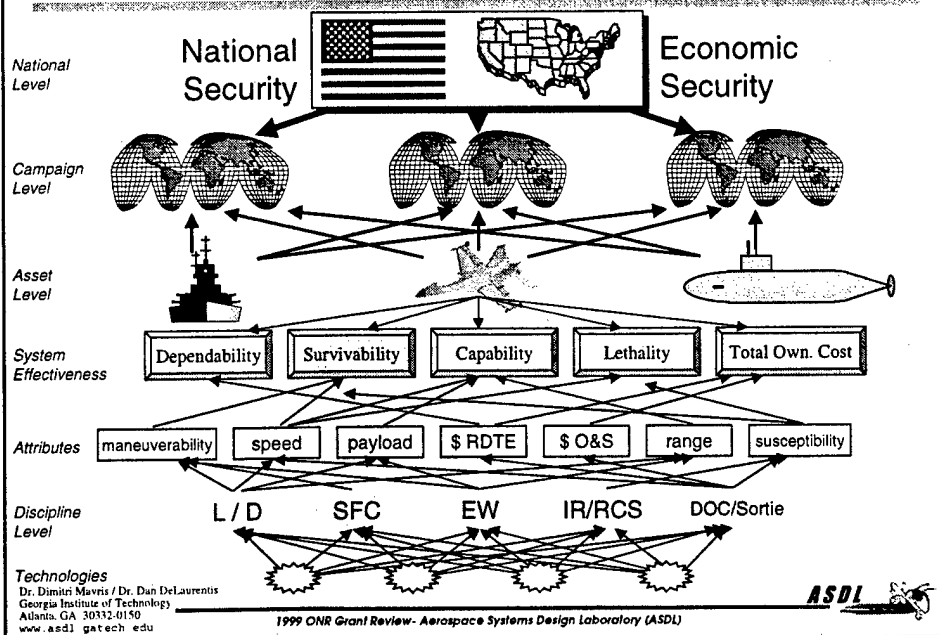 National Level
National Security
Economic Security
Campaign Level
Asset Level
System Effectiveness
Dependability
Survivability
Capability
Lethality
Total Own. Cost
Attributes
maneuverability
speed
payload
$ RDTE
$ O&S
range
susceptibility
Discipline Level
L / D
SFC
EW
IR/RCS
DOC/Sortie
Technologies
Dr. Dimitri Mavris / Dr. Dan DeLaurentis
Georgia Institute of Technology
Atlanta. GA 30332-0150
www.asdl gatech edu
1999 ONR Grant Review- Aerospace Systems Design Laboratory (ASDL)
ASDL